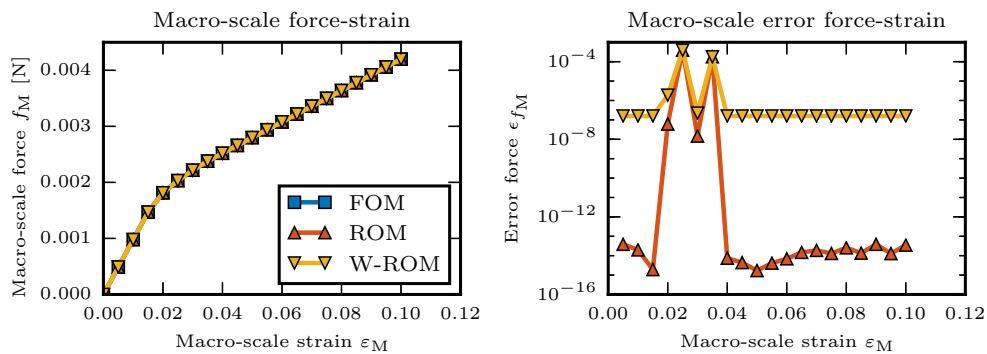 Macro-scale force-strain
Macro-scale force f_M [N]
0.004
0.003
0.002
0.001
0.000
0.00 0.02 0.04 0.06 0.08 0.10 0.12
Macro-scale strain ε_M
FOM
ROM
W-ROM
Macro-scale error force-strain
Error force ϵ_{f_M}
10^{-4}
10^{-8}
10^{-12}
10^{-16}
0.00 0.02 0.04 0.06 0.08 0.10 0.12
Macro-scale strain ε_M